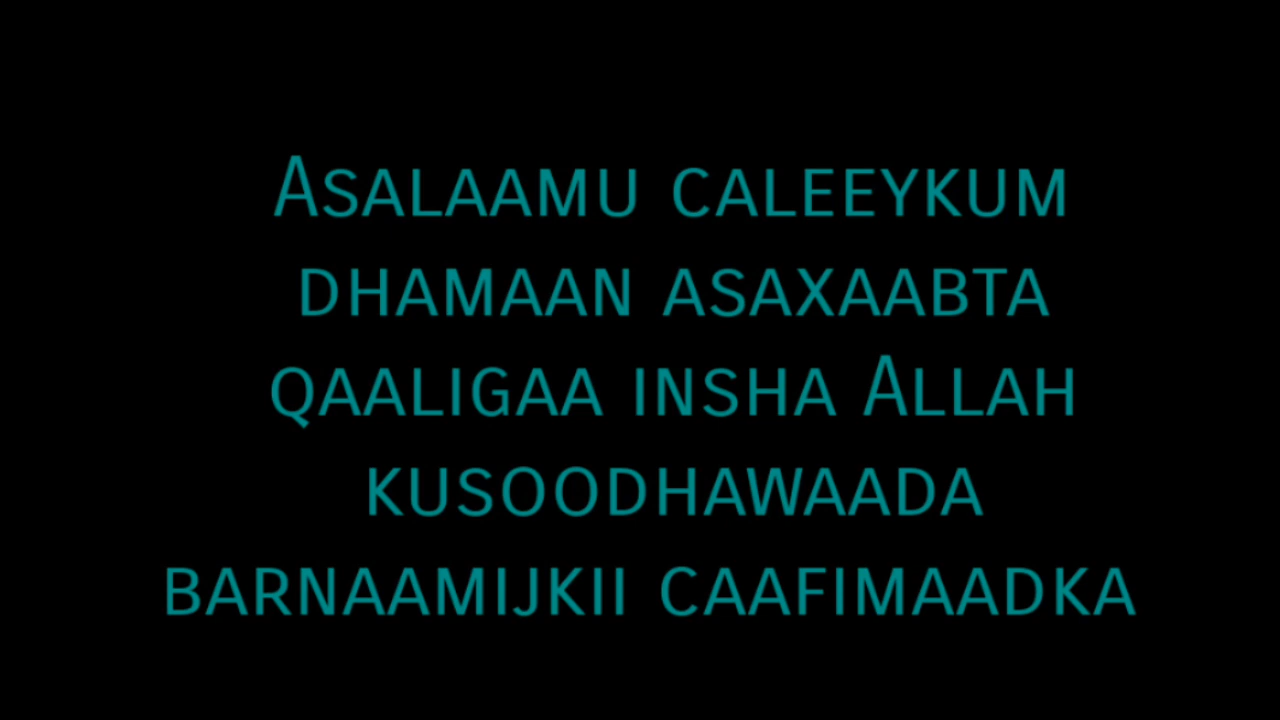 Asalaamu caleeykum
dhamaan asaxaabta
qaaligaa insha Allah
kusoodhawaada
barnaamijkii caafimaadka